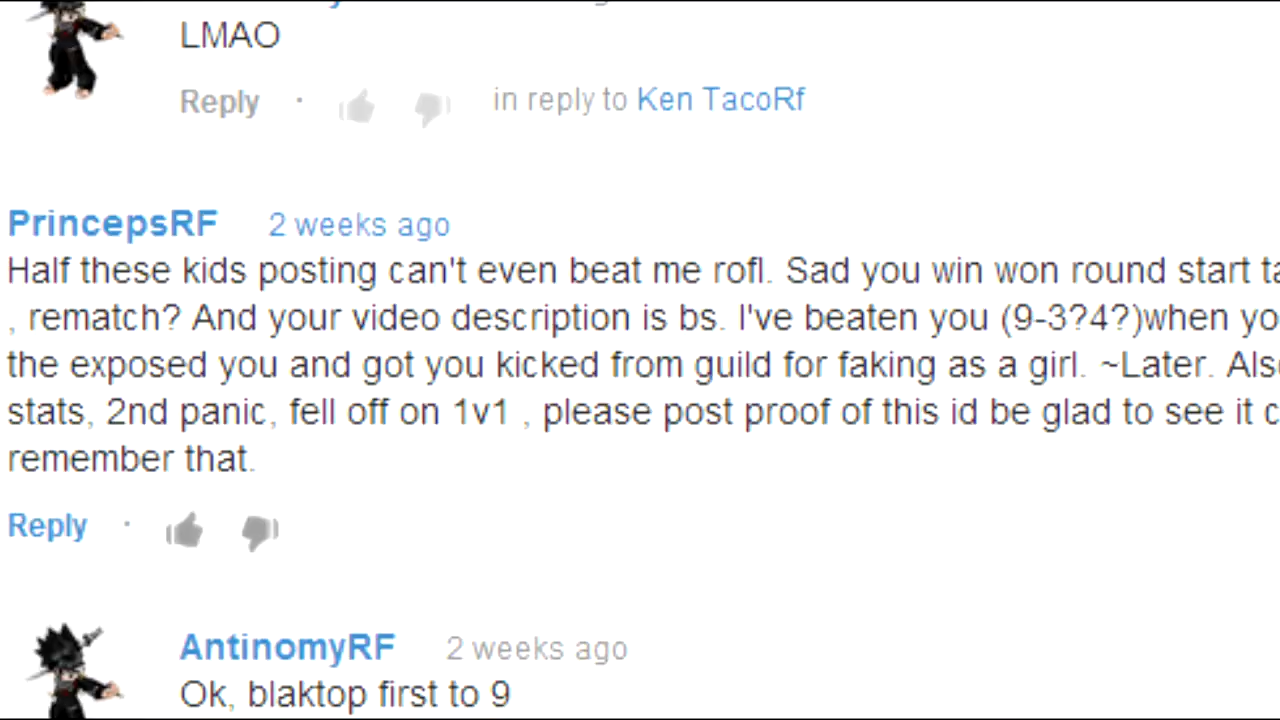 LMAO
Reply · in reply to Ken TacoRf
PrincepsRF 2 weeks ago
Half these kids posting can't even beat me rofl. Sad you win won round start ta
, rematch? And your video description is bs. I've beaten you (9-3?4?)when yo
the exposed you and got you kicked from guild for faking as a girl. ~Later. Als
stats, 2nd panic, fell off on 1v1 , please post proof of this id be glad to see it c
remember that.
Reply ·
AntinomyRF 2 weeks ago
Ok, blaktop first to 9